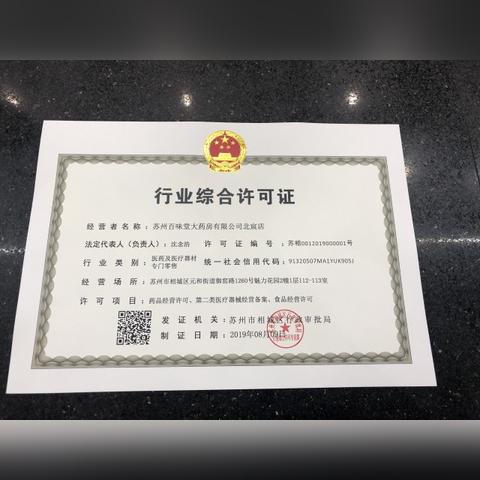 行业综合许可证
经营者名称：苏州百味堂大药房有限公司北宸店
法定代表人（负责人）：沈念浩 许可证编号：苏相0012019000001号
行业类别：医药及医疗器材专门零售 统一社会信用代码：91320507MA1YUK905J
经营场所：苏州市相城区元和街道御窑路1260号魅力花园2幢1层112-113室
许可项目：药品经营许可、第二类医疗器械经营备案、食品经营许可
发证机关：苏州市相城区行政审批局
制证日期：2019年08月09日